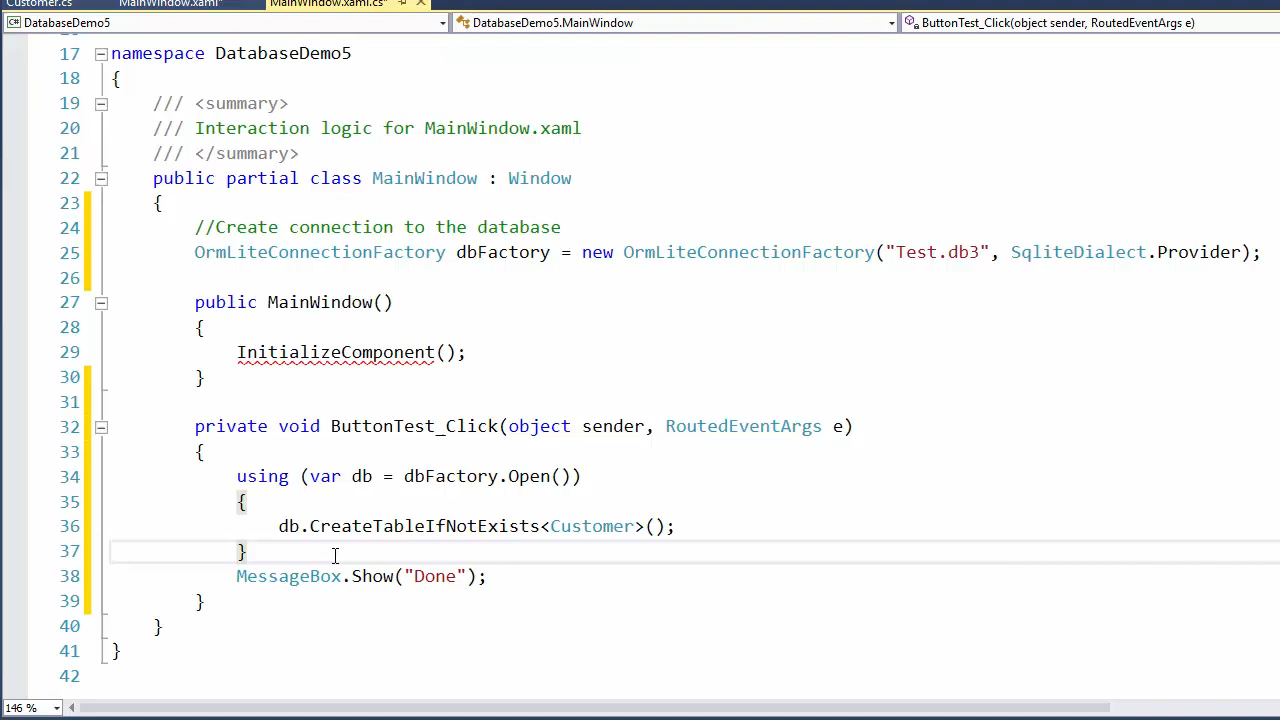 Customer.cs MainWindow.xaml* MainWindow.xaml.cs*
DatabaseDemo5 DatabaseDemo5.MainWindow ButtonTest_Click(object sender, RoutedEventArgs e)
17 namespace DatabaseDemo5
18 {
19 /// <summary>
20 /// Interaction logic for MainWindow.xaml
21 /// </summary>
22 public partial class MainWindow : Window
23 {
24 //Create connection to the database
25 OrmLiteConnectionFactory dbFactory = new OrmLiteConnectionFactory("Test.db3", SqliteDialect.Provider);
26
27 public MainWindow()
28 {
29 InitializeComponent();
30 }
31
32 private void ButtonTest_Click(object sender, RoutedEventArgs e)
33 {
34 using (var db = dbFactory.Open())
35 {
36 db.CreateTableIfNotExists<Customer>();
37 }
38 MessageBox.Show("Done");
39 }
40 }
41 }
42
146 %